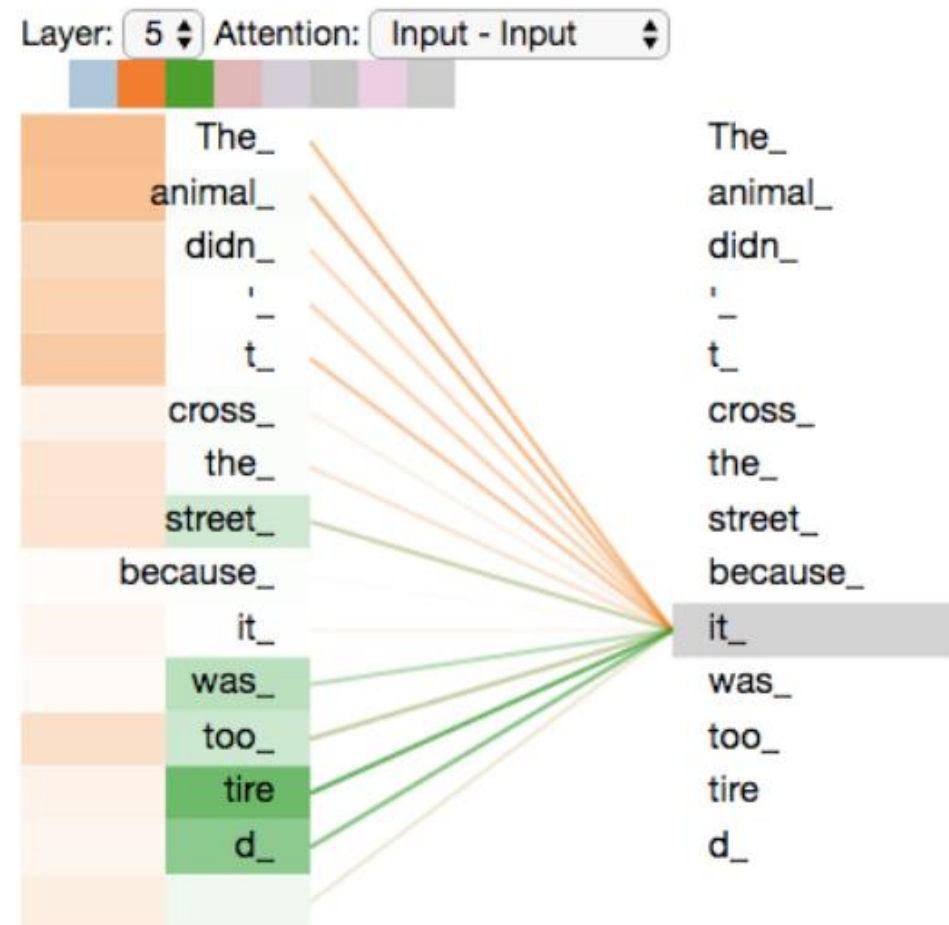 Layer: 5 Attention: Input - Input
The_ The_
animal_ animal_
didn_ didn_
'_ '_
t_ t_
cross_ cross_
the_ the_
street_ street_
because_ because_
it_ it_
was_ was_
too_ too_
tire tire
d_ d_